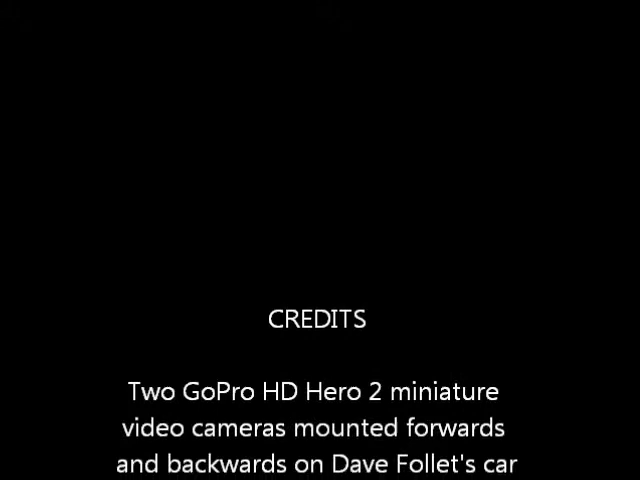 CREDITS
Two GoPro HD Hero 2 miniature
video cameras mounted forwards
and backwards on Dave Follet's car